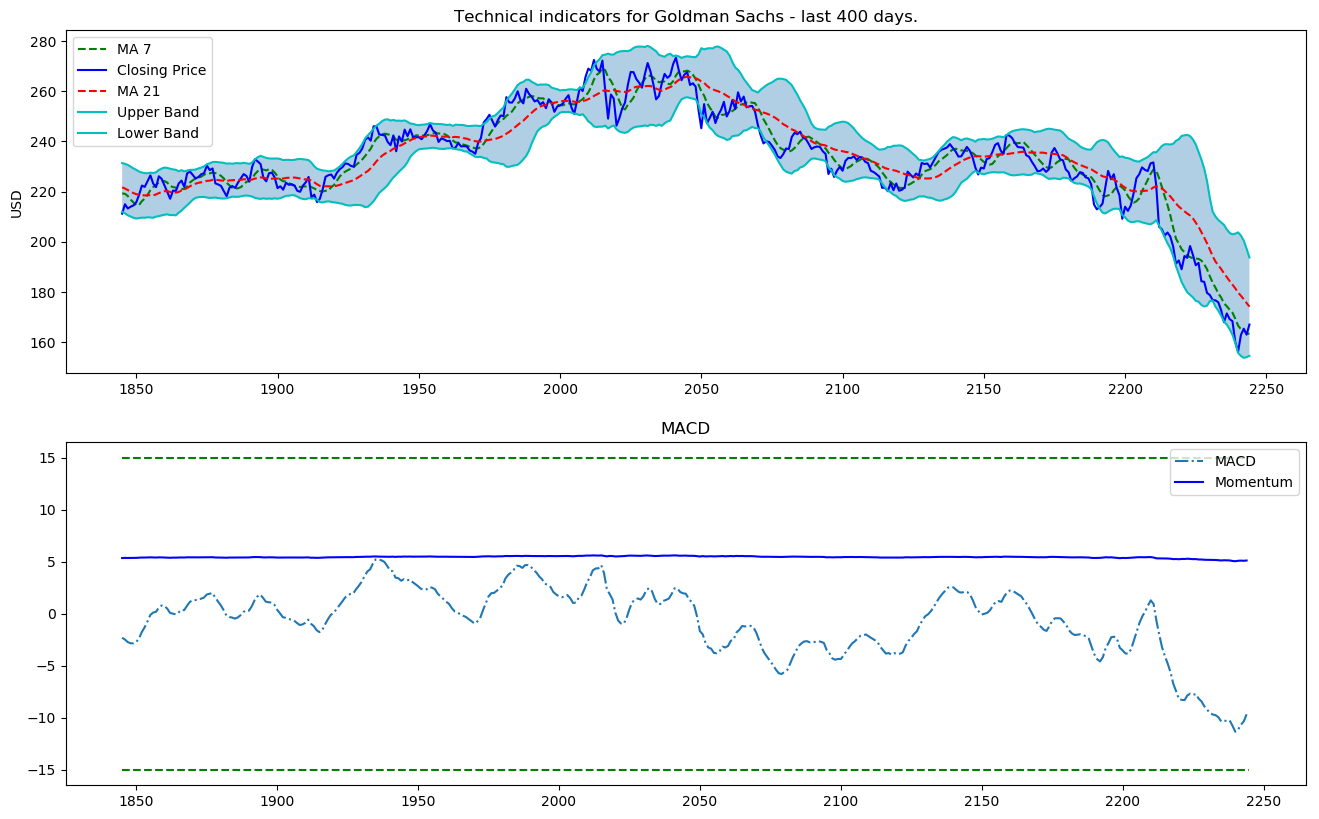 Technical indicators for Goldman Sachs - last 400 days.
280
260
240
220
200
180
160
USD
MA 7
Closing Price
MA 21
Upper Band
Lower Band
1850 1900 1950 2000 2050 2100 2150 2200 2250
MACD
15
10
5
0
−5
−10
−15
MACD
Momentum
1850 1900 1950 2000 2050 2100 2150 2200 2250